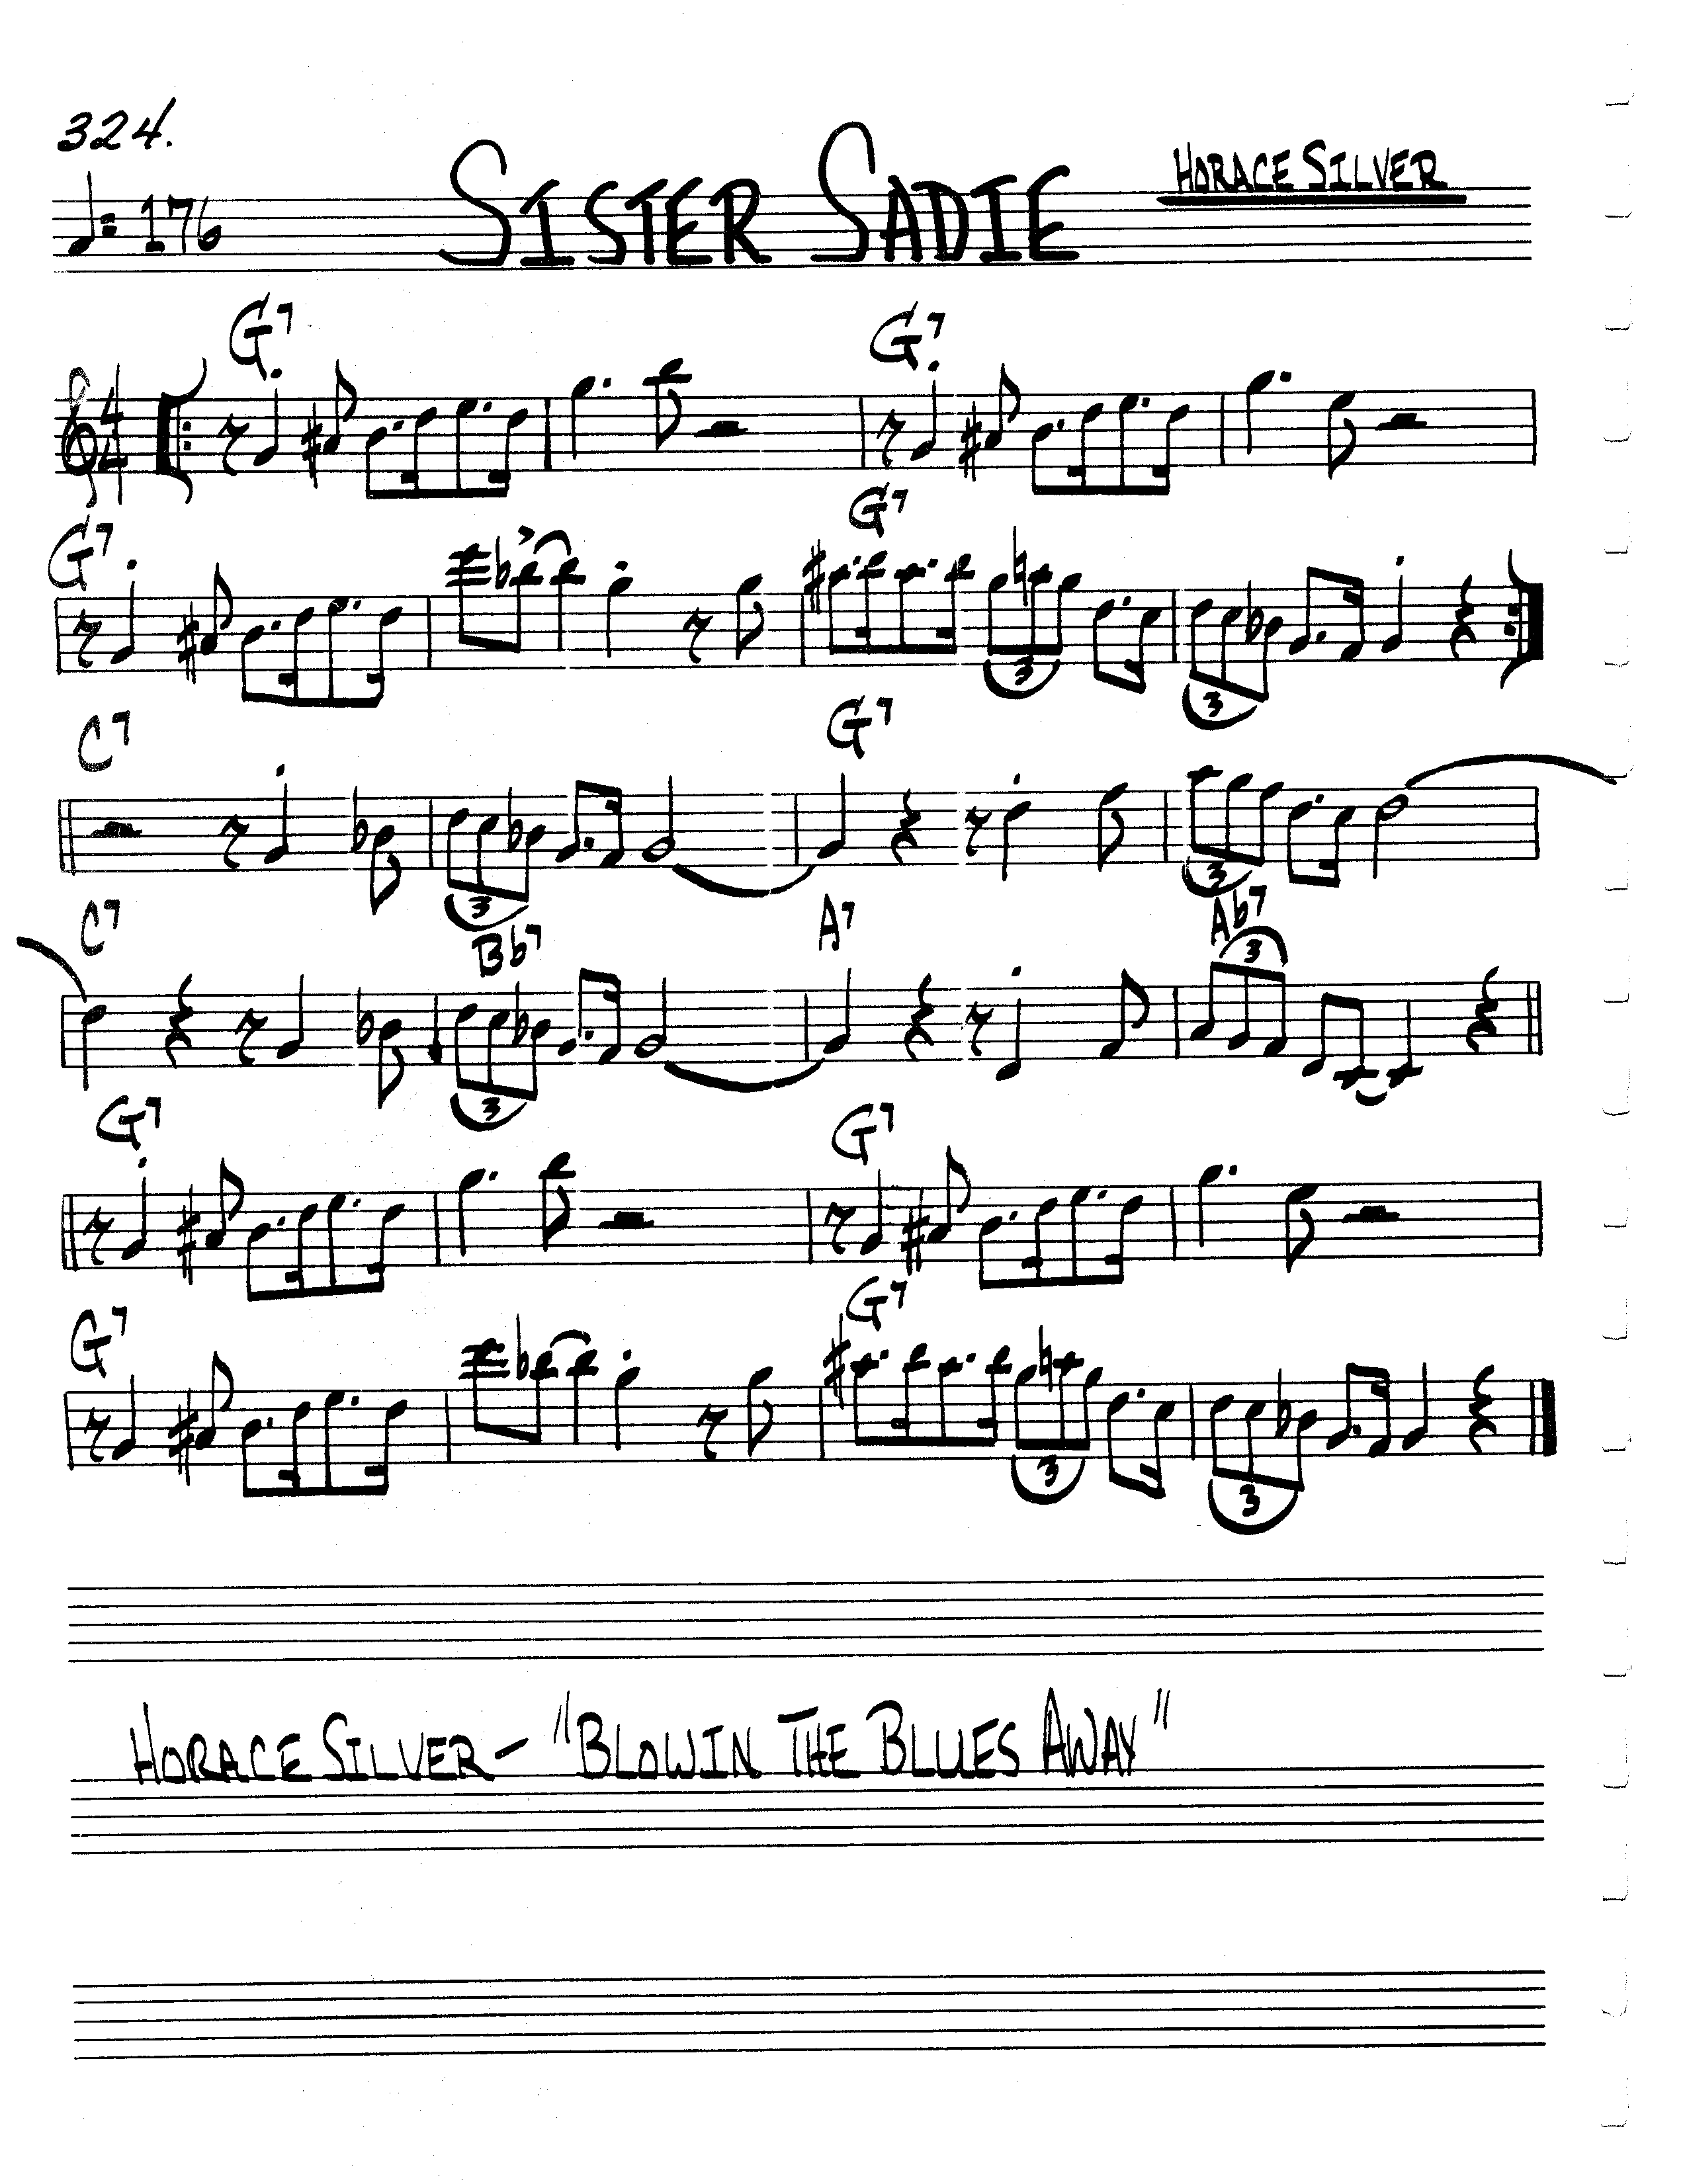 324.
HORACE SILVER
♩= 176 SISTER SADIE
G7 G7
4
4
G7 G7
3 3
C7 G7
3 3
C7 Bb7 A7 Ab7
3 3
G7 G7
G7 G7
3 3
HORACE SILVER – "BLOWIN THE BLUES AWAY"